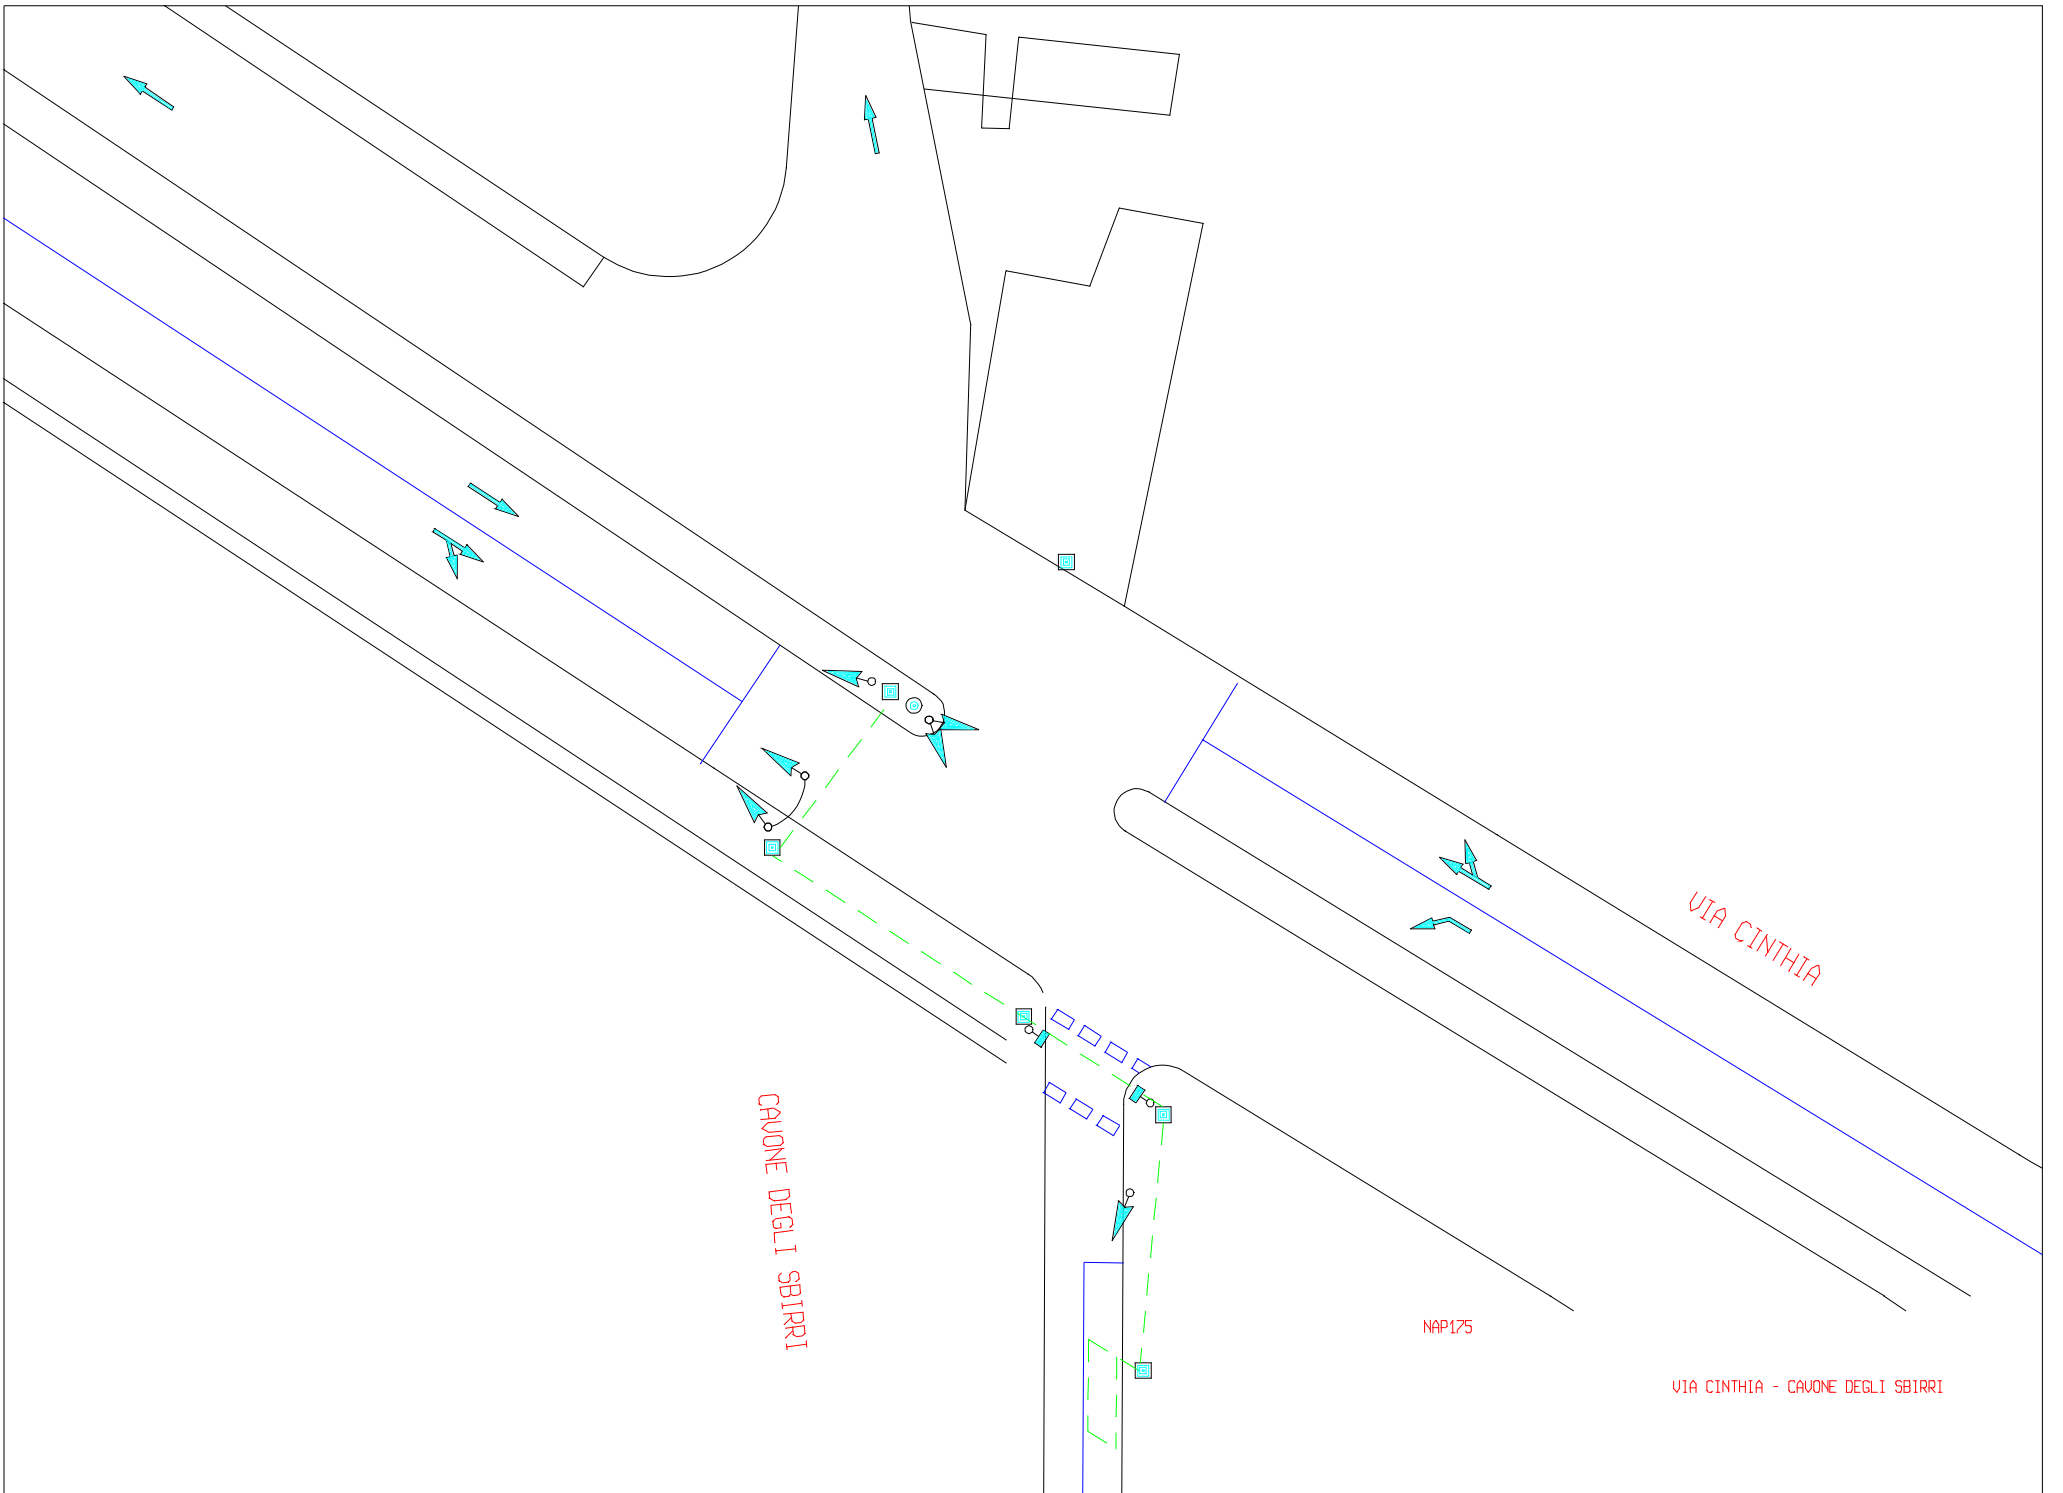 VIA CINTHIA
CAVONE DEGLI SBIRRI
NAP175
VIA CINTHIA - CAVONE DEGLI SBIRRI